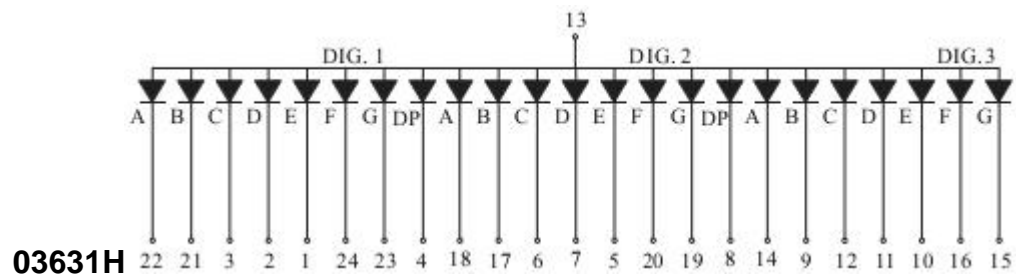 13
DIG. 1 DIG. 2 DIG.3
A B C D E F G DP A B C D E F G DP A B C D E F G
03631H 22 21 3 2 1 24 23 4 18 17 6 7 5 20 19 8 14 9 12 11 10 16 15